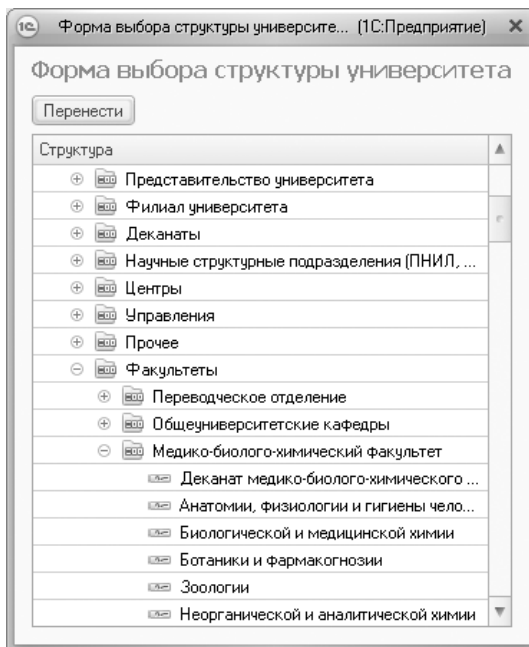 1С Форма выбора структуры университе... (1С:Предприятие)
Форма выбора структуры университета
Перенести
Структура
Представительство университета
Филиал университета
Деканаты
Научные структурные подразделения (ПНИЛ, ...
Центры
Управления
Прочее
Факультеты
Переводческое отделение
Общеуниверситетские кафедры
Медико-биолого-химический факультет
Деканат медико-биолого-химического ...
Анатомии, физиологии и гигиены чело...
Биологической и медицинской химии
Ботаники и фармакогнозии
Зоологии
Неорганической и аналитической химии